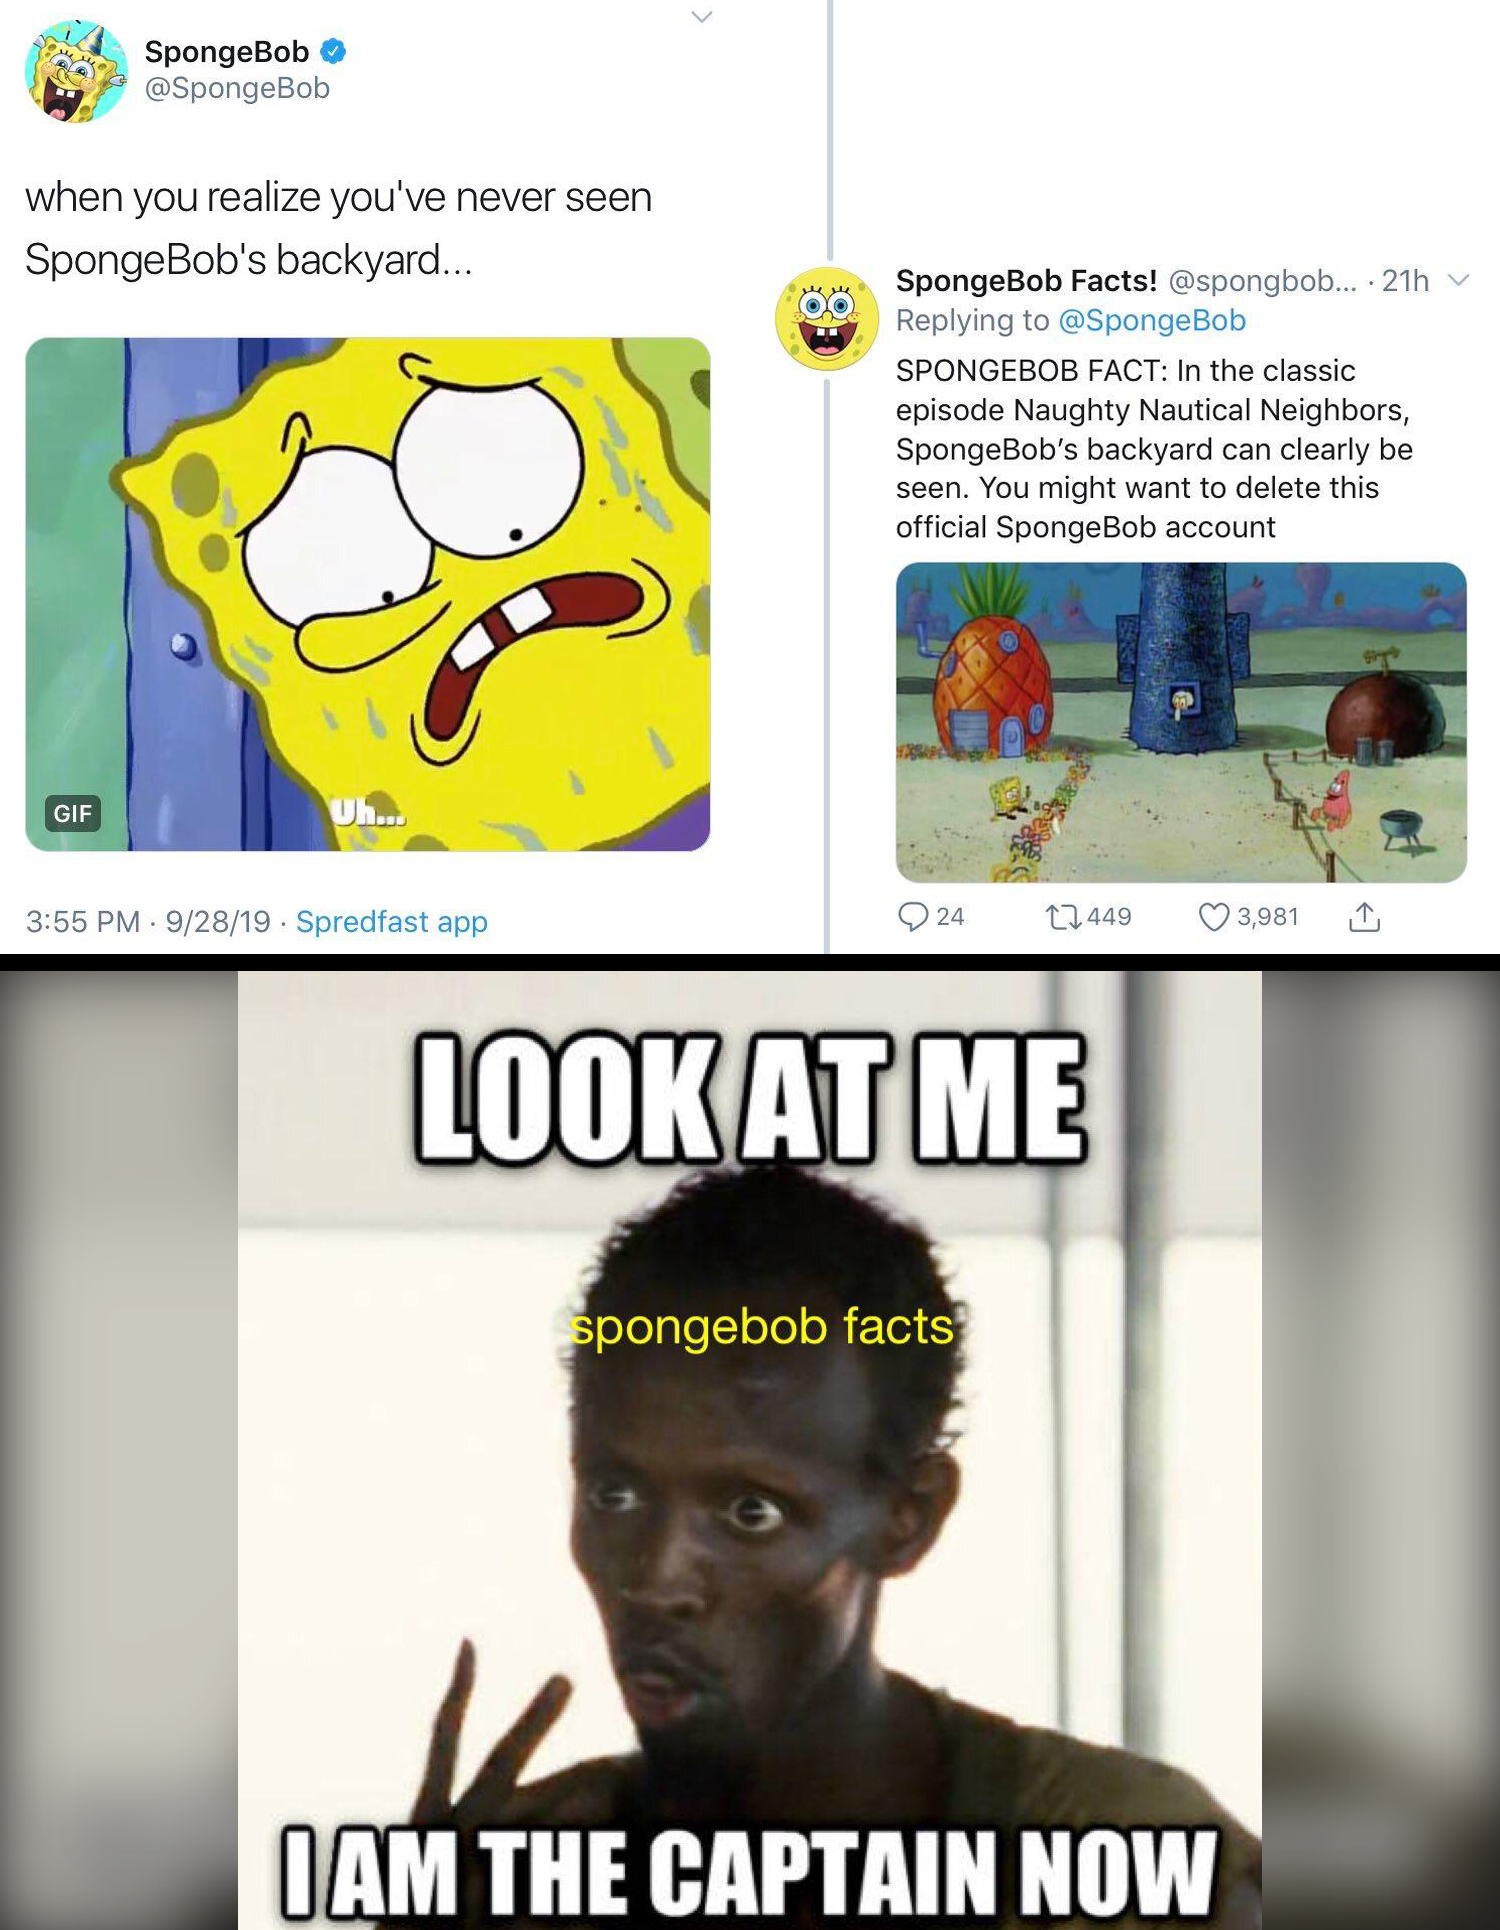 SpongeBob
@SpongeBob
when you realize you've never seen
SpongeBob's backyard...
GIF
Uh...
3:55 PM · 9/28/19 · Spredfast app
SpongeBob Facts! @spongbob... · 21h
Replying to @SpongeBob
SPONGEBOB FACT: In the classic
episode Naughty Nautical Neighbors,
SpongeBob's backyard can clearly be
seen. You might want to delete this
official SpongeBob account
24 449 3,981
LOOK AT ME
spongebob facts
I AM THE CAPTAIN NOW